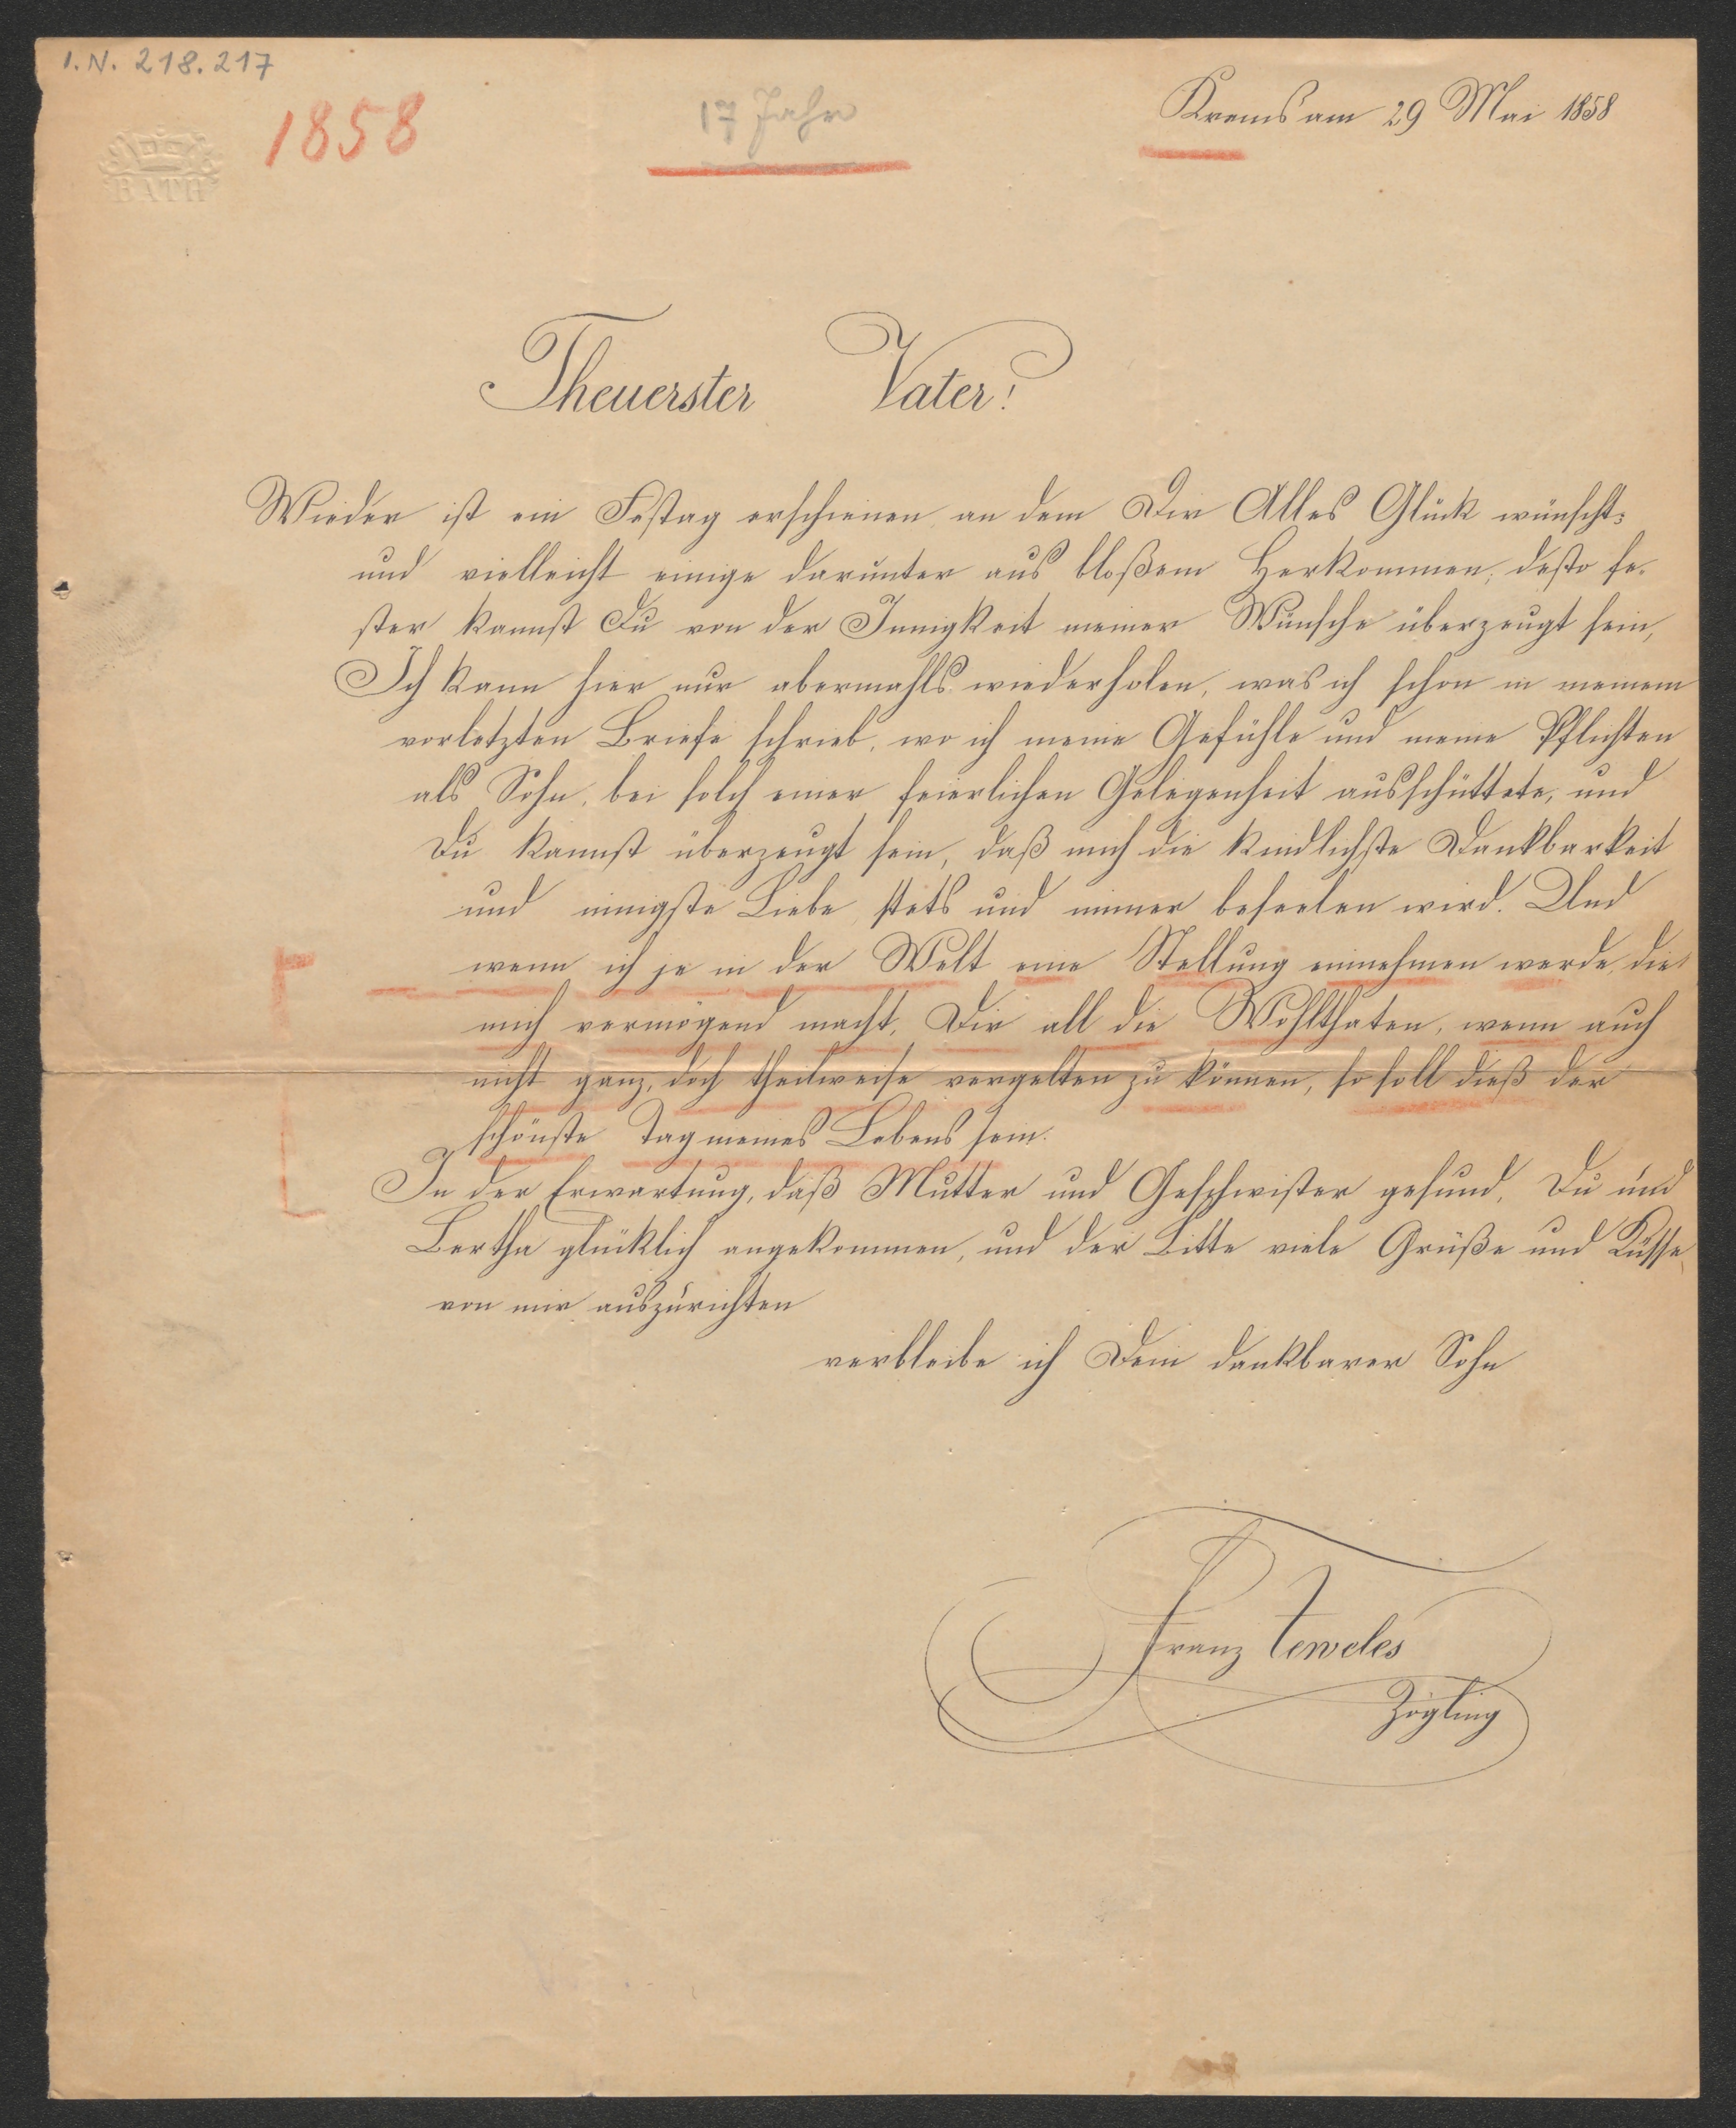 I.N. 218.217
1858
17 Jahr
Krems am 29 Mai 1858
BATH
Theuerster Vater!
Wieder ist ein Festag erschienen an dem Dir Alles Glück wünscht,
und vielleicht einige darunter aus bloßem Herkommen, desto fe-
ster kannst Du von der Innigkeit meiner Wünsche überzeugt sein,
Ich kann hier nur abermahls wiederholen, was ich schon in meinem
vorletzten Briefe schrieb, wo ich meine Gefühle und meine Pflichten
als Sohn, bei solch einer feierlichen Gelegenheit ausschüttete, und
Du kannst überzeugt sein, daß mich die kindlichste Dankbarkeit
und innigste Liebe stets und immer beseelen wird. Und
wenn ich je in der Welt eine Stellung einnehmen werde, die
mich vermögend macht, Dir all die Wohlthaten, wenn auch
nicht ganz, doch theilweise vergelten zu können, so soll dieß der
schönste Tag meines Lebens sein.
In der Erwartung, daß Mutter und Geschwister gesund, Du und
Bertha glücklich angekommen, und der Bitte viele Grüße und Küsse
von mir auszurichten
verbleibe ich Dein dankbarer Sohn
Franz Teweles
Zögling